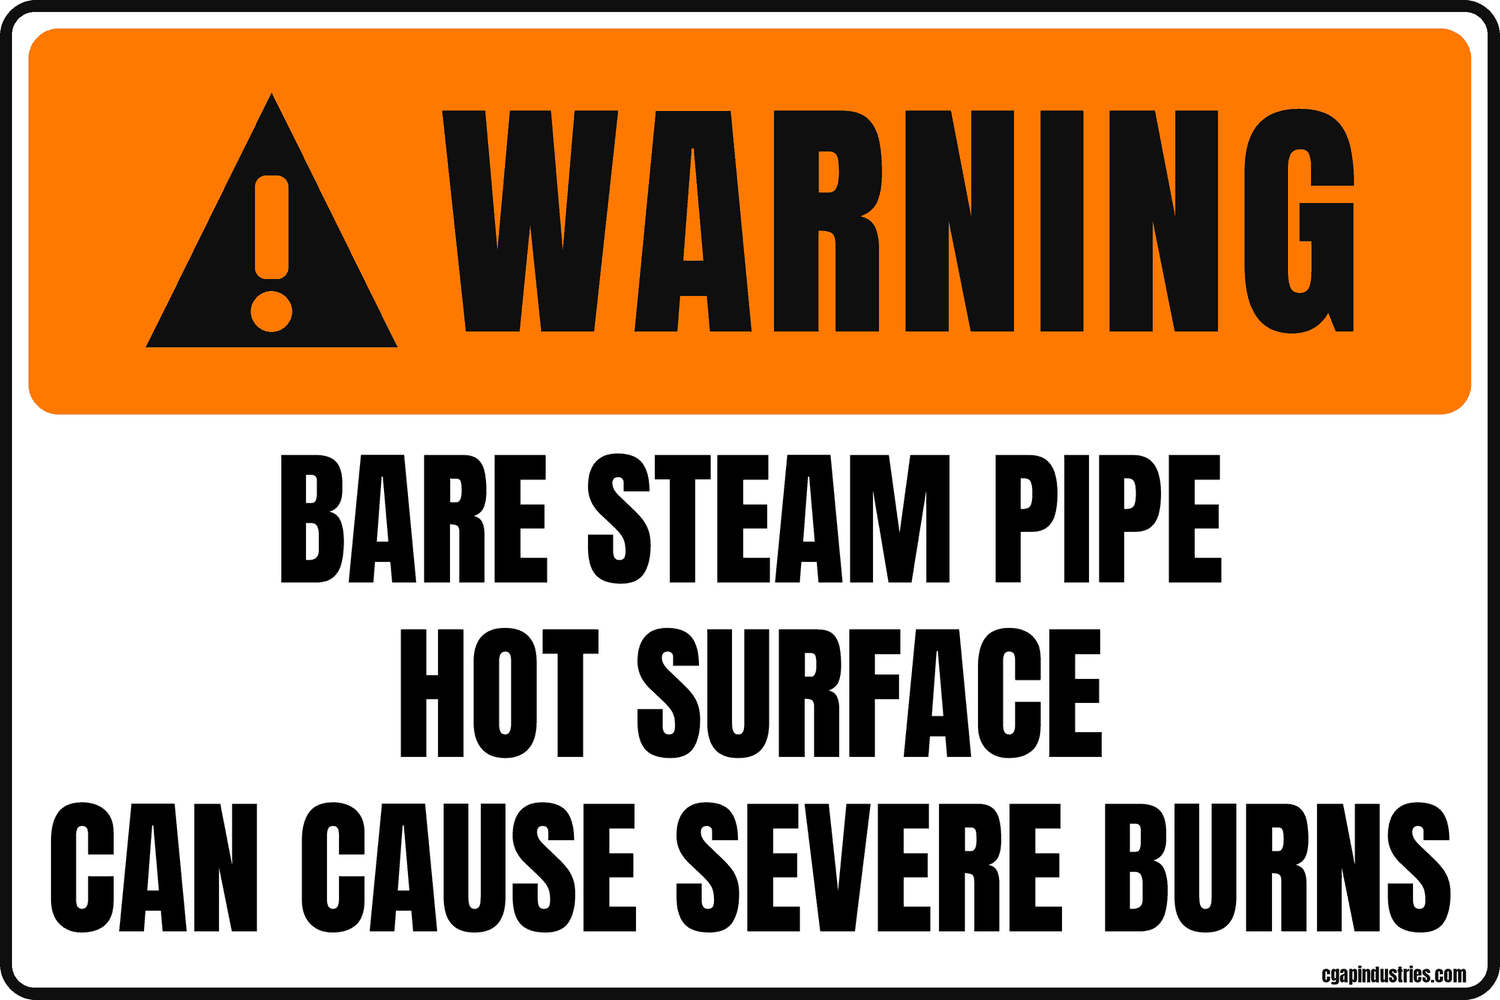 WARNING
BARE STEAM PIPE
HOT SURFACE
CAN CAUSE SEVERE BURNS
cgapindustries.com